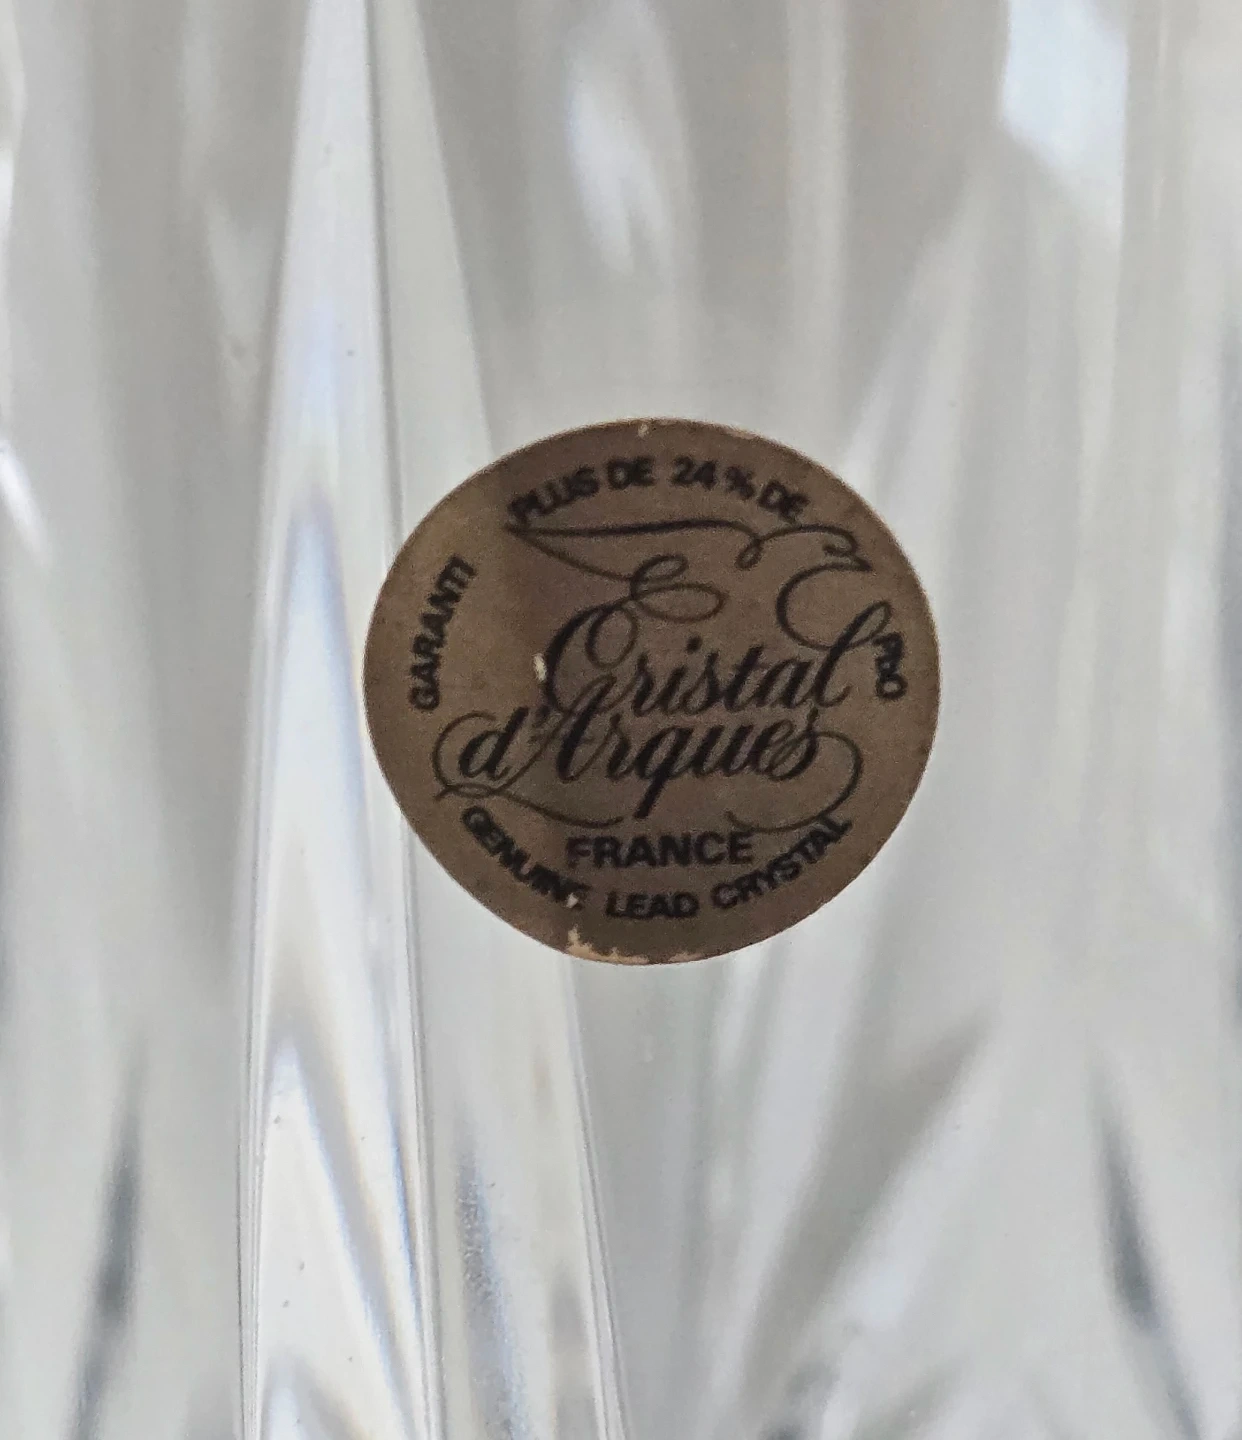 GARANTI
PLUS DE 24 % DE
PbO
Cristal
d'Arques
FRANCE
GENUINE LEAD CRYSTAL